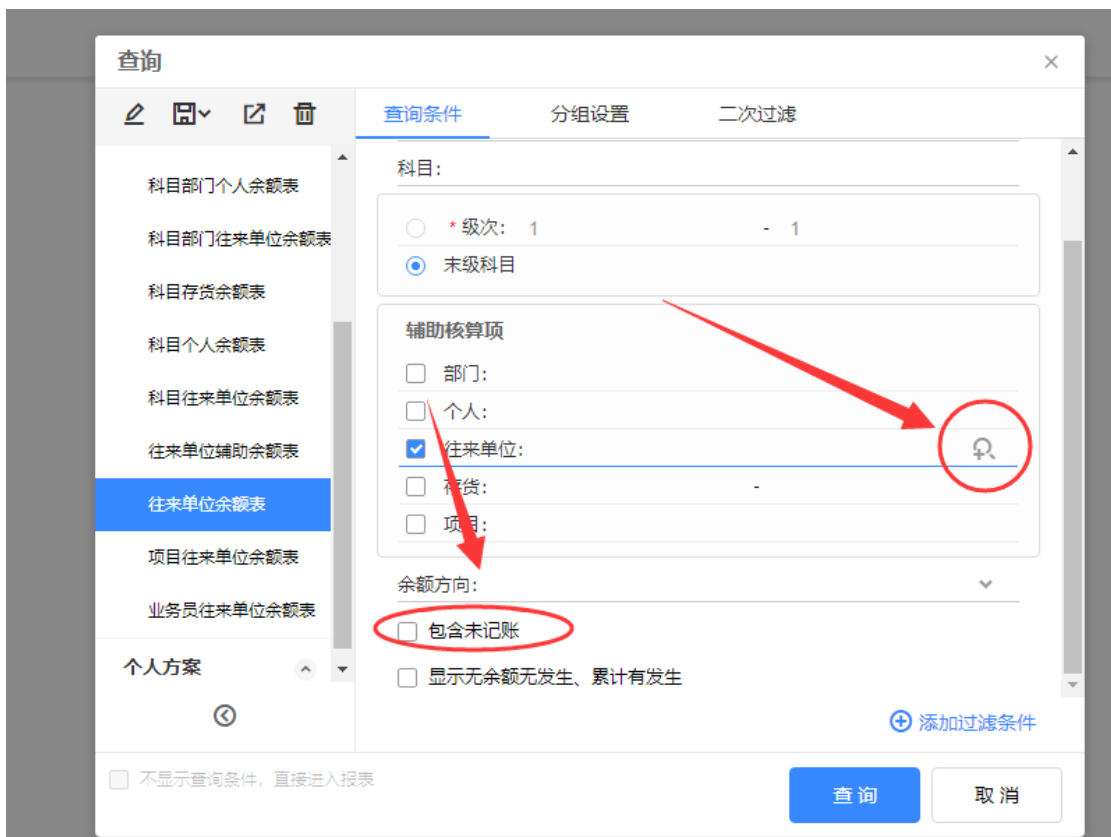 查询
查询条件 分组设置 二次过滤
科目部门个人余额表
科目部门往来单位余额表
科目存货余额表
科目个人余额表
科目往来单位余额表
往来单位辅助余额表
往来单位余额表
项目往来单位余额表
业务员往来单位余额表
个人方案
科目:
* 级次: 1 - 1
末级科目
辅助核算项
部门:
个人:
往来单位:
存货: -
项目:
余额方向:
包含未记账
显示无余额无发生、累计有发生
添加过滤条件
不显示查询条件, 直接进入报表
查询 取消